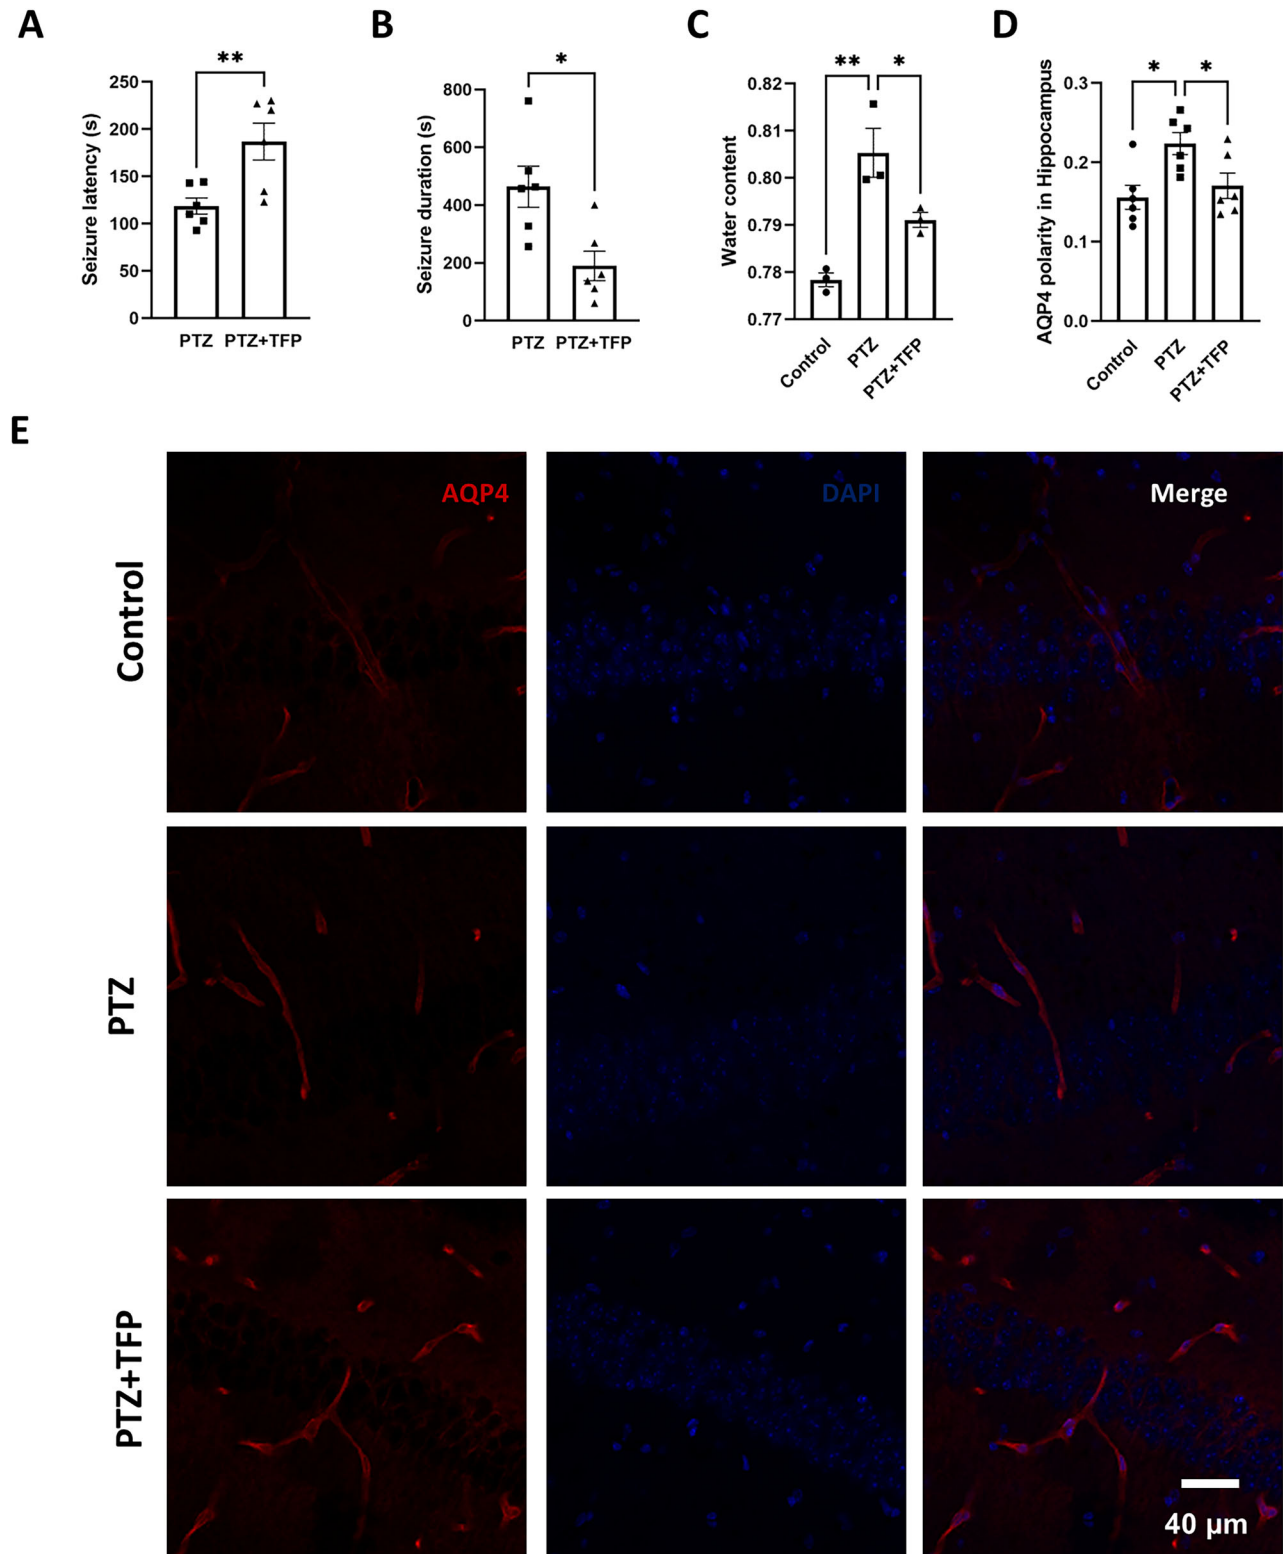 A
B
C
D
**
*
** *
* *
Seizure latency (s)
250
200
150
100
50
0
PTZ PTZ+TFP
Seizure duration (s)
800
600
400
200
0
PTZ PTZ+TFP
Water content
0.82
0.81
0.80
0.79
0.78
0.77
Control
PTZ
PTZ+TFP
AQP4 polarity in Hippocampus
0.3
0.2
0.1
0.0
Control
PTZ
PTZ+TFP
E
AQP4
DAPI
Merge
Control
PTZ
PTZ+TFP
40 µm